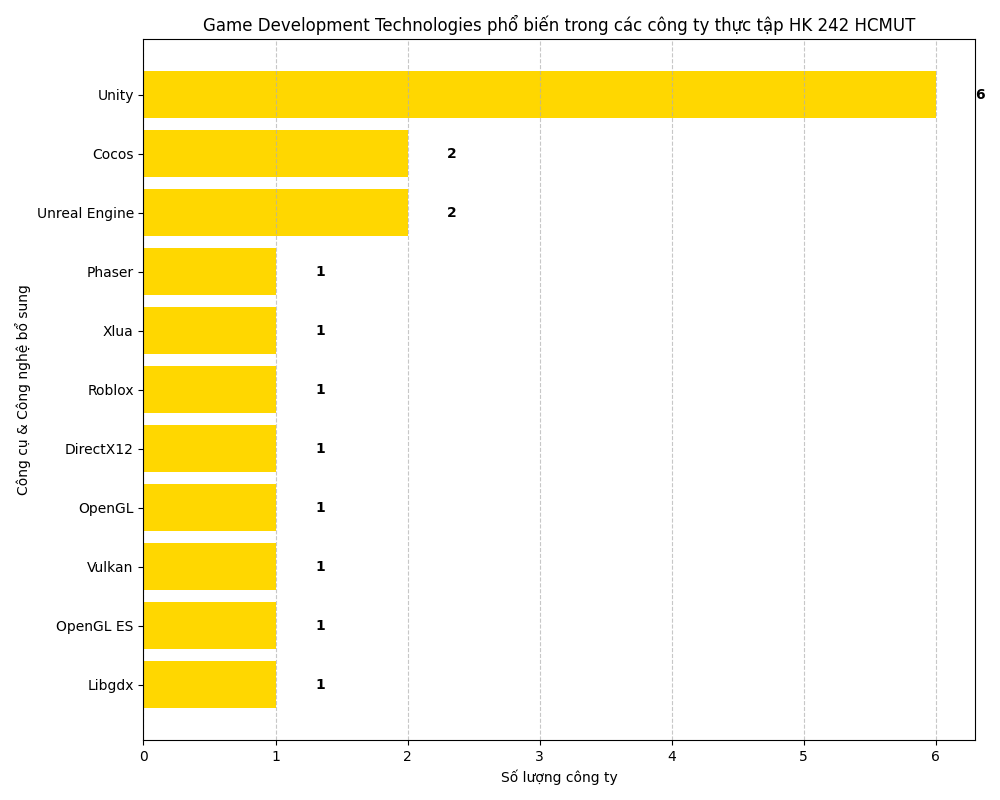 Game Development Technologies phổ biến trong các công ty thực tập HK 242 HCMUT
Công cụ & Công nghệ bổ sung
Unity 6
Cocos 2
Unreal Engine 2
Phaser 1
Xlua 1
Roblox 1
DirectX12 1
OpenGL 1
Vulkan 1
OpenGL ES 1
Libgdx 1
0 1 2 3 4 5 6
Số lượng công ty